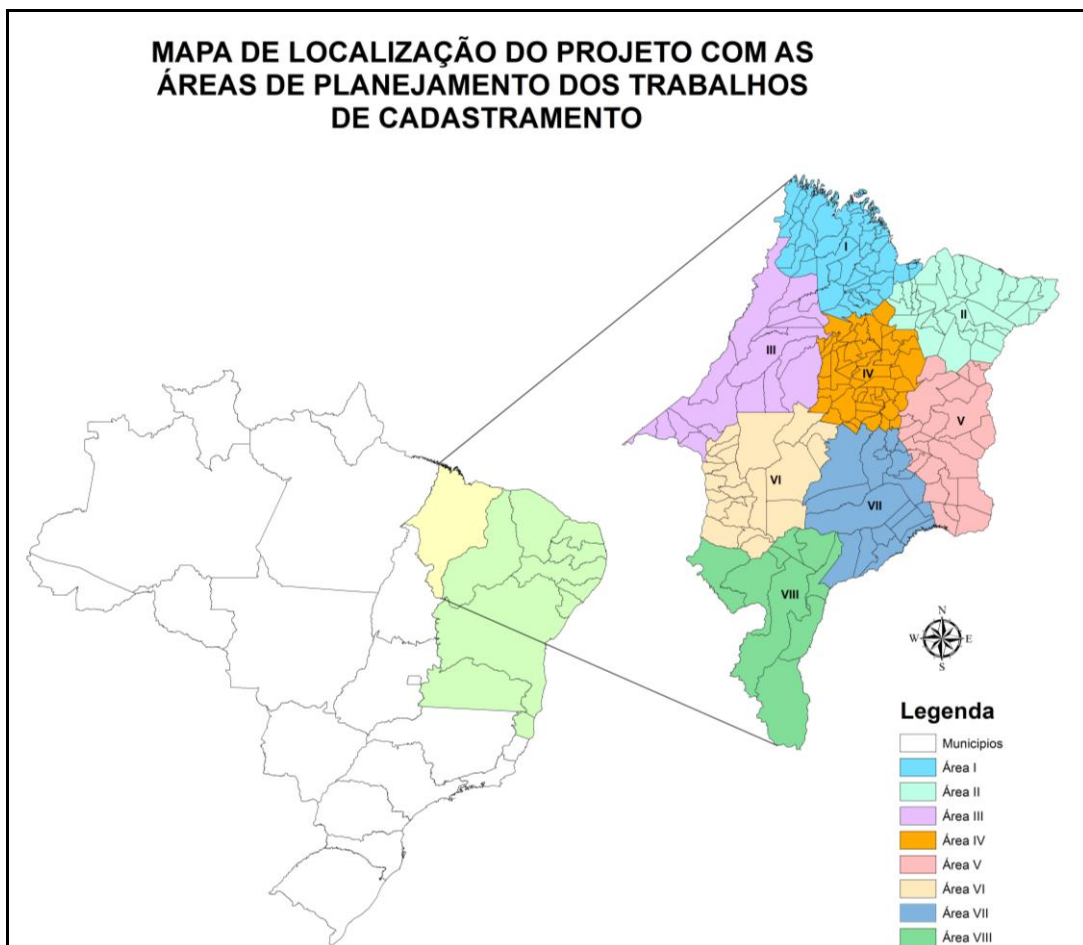 MAPA DE LOCALIZAÇÃO DO PROJETO COM AS
ÁREAS DE PLANEJAMENTO DOS TRABALHOS
DE CADASTRAMENTO
I
II
III
IV
V
VI
VII
VIII
N
W E
S
Legenda
Municipios
Área I
Área II
Área III
Área IV
Área V
Área VI
Área VII
Área VIII